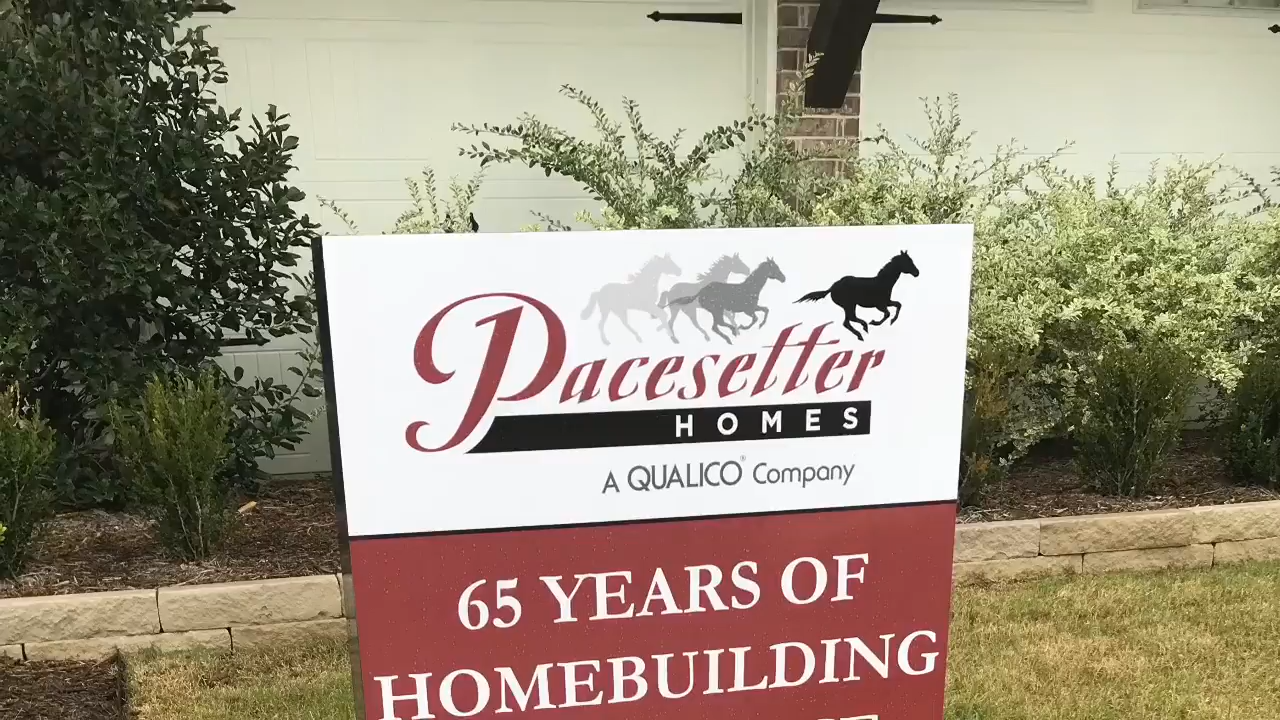 Pacesetter
HOMES
A QUALICO® Company
65 YEARS OF
HOMEBUILDING